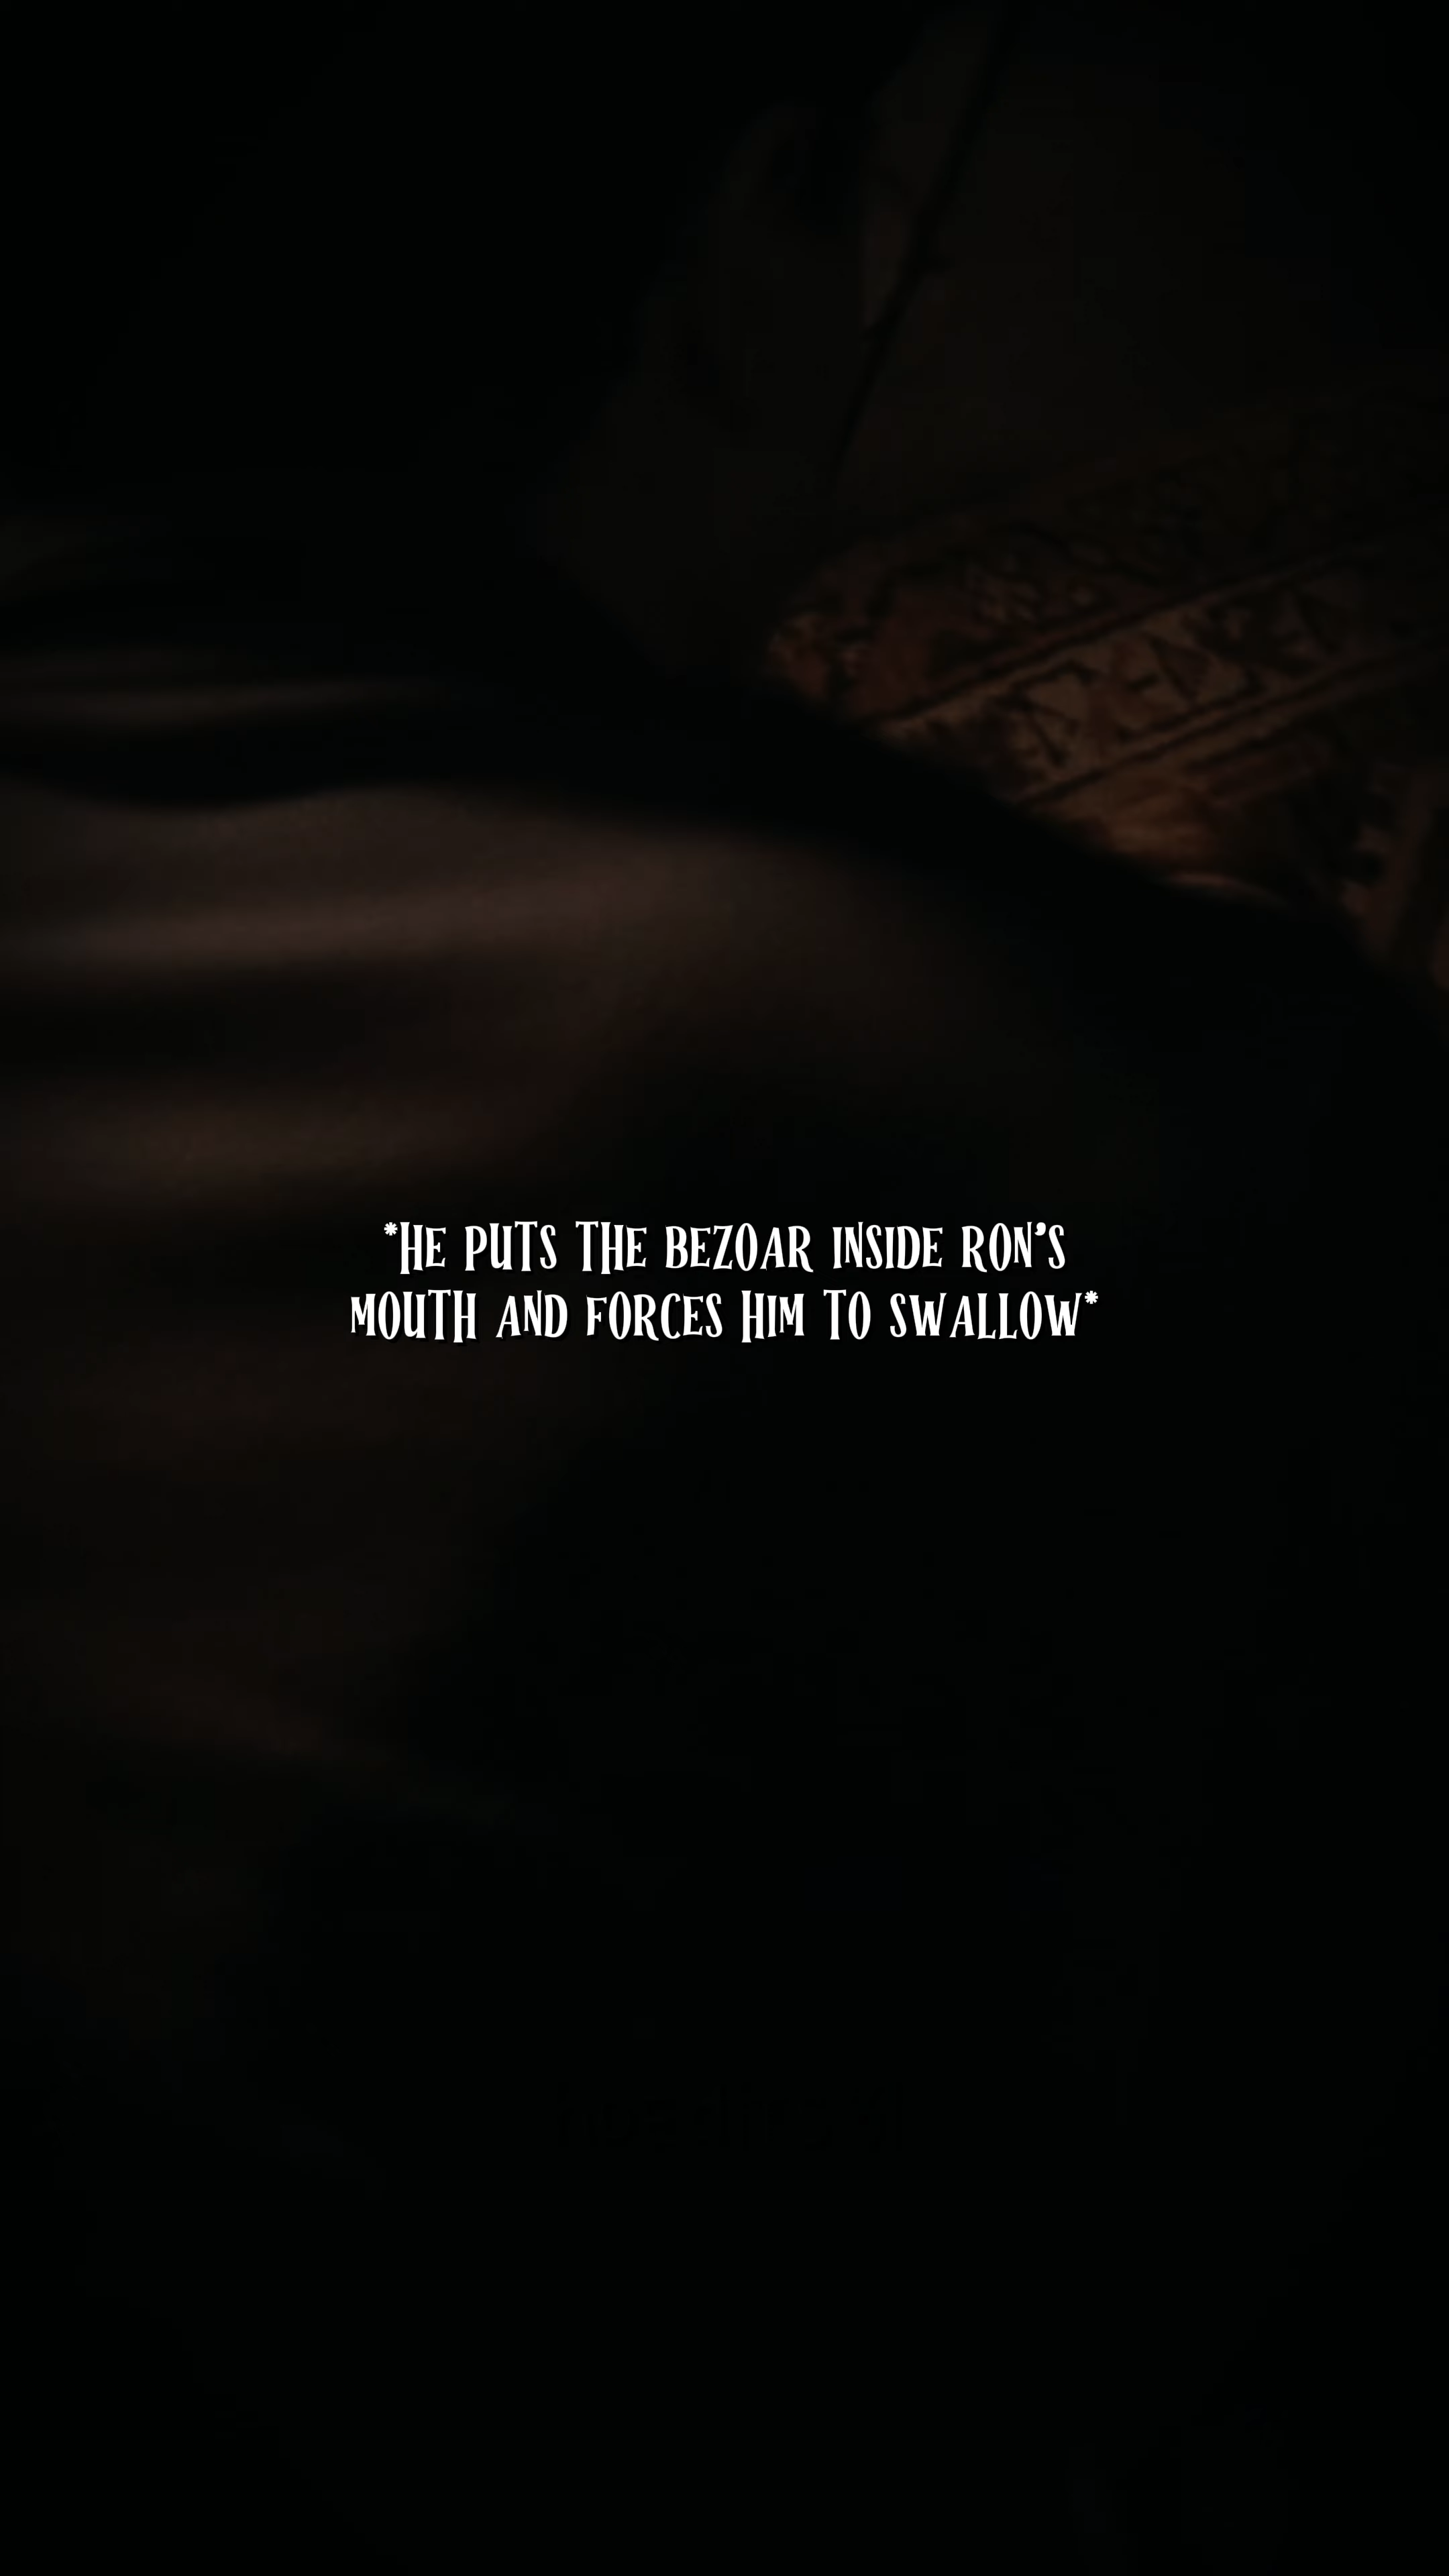 *HE PUTS THE BEZOAR INSIDE RON'S
MOUTH AND FORCES HIM TO SWALLOW*